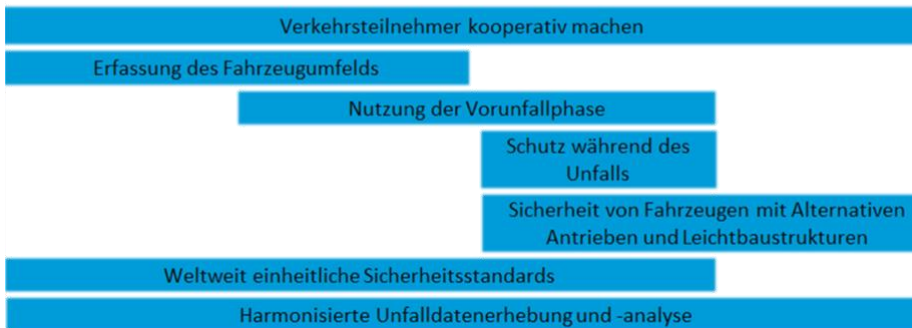 Verkehrsteilnehmer kooperativ machen
Erfassung des Fahrzeugumfelds
Nutzung der Vorunfallphase
Schutz während des
Unfalls
Sicherheit von Fahrzeugen mit Alternativen
Antrieben und Leichtbaustrukturen
Weltweit einheitliche Sicherheitsstandards
Harmonisierte Unfalldatenerhebung und -analyse